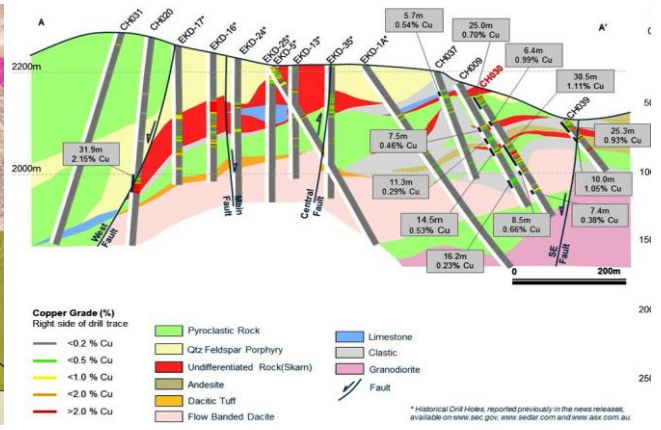 A
A'
CH031
CH020
EKD-17*
EKD-16*
EKD-24*
EKD-25*
EKD-5*
EKD-13*
EKD-35*
EKD-1A*
CH037
CH009
CH030
CH039
5.7m
0.54% Cu
25.0m
0.70% Cu
6.4m
0.99% Cu
38.5m
1.11% Cu
2200m
2000m
31.9m
2.15% Cu
7.5m
0.46% Cu
11.3m
0.29% Cu
14.5m
0.53% Cu
16.2m
0.23% Cu
8.5m
0.66% Cu
7.4m
0.38% Cu
10.0m
1.05% Cu
25.3m
0.93% Cu
West
Fault
Main
Fault
Central
Fault
SE
Fault
0
200m
Copper Grade (%)
Right side of drill trace
<0.2 % Cu
<0.5 % Cu
<1.0 % Cu
<2.0 % Cu
>2.0 % Cu
Pyroclastic Rock
Qtz Feldspar Porphyry
Undifferentiated Rock(Skarn)
Andesite
Dacitic Tuff
Flow Banded Dacite
Limestone
Clastic
Granodiorite
Fault
* Historical Drill Holes, reported previously in the news releases,
available on www.sec.gov, www.sedar.com and www.asx.com.au.
0
50
100
150
200
250